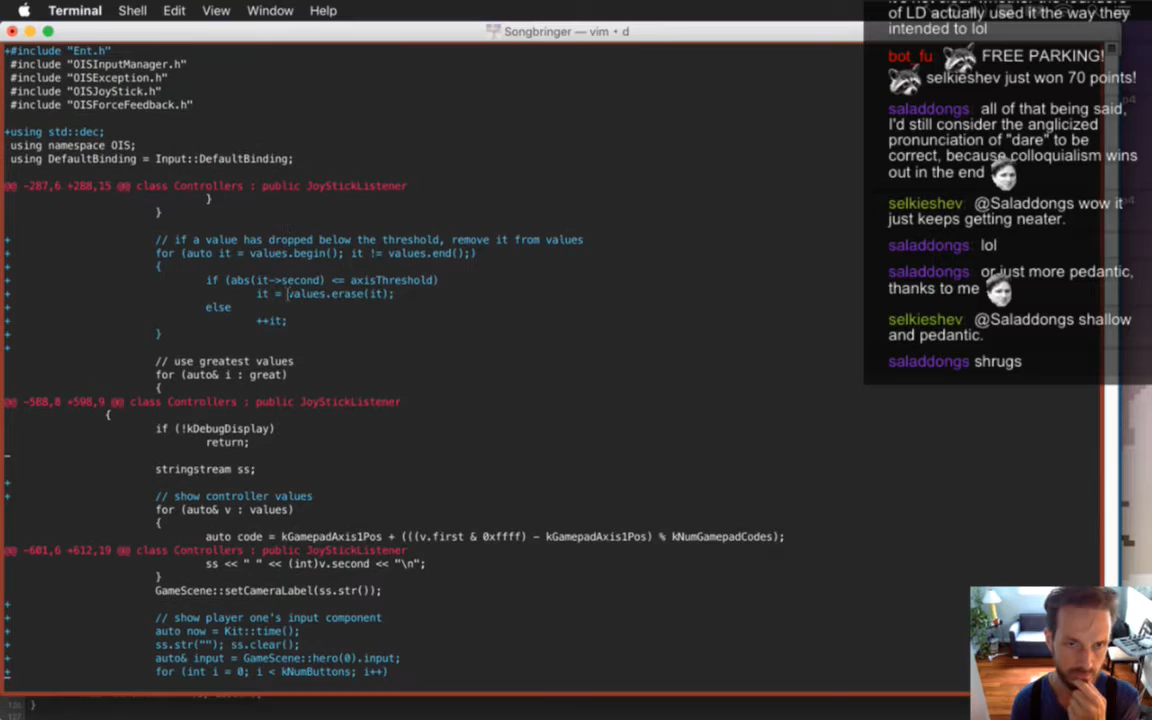 Terminal Shell Edit View Window Help
Songbringer — vim • d
+#include "Ent.h"
#include "OISInputManager.h"
#include "OISException.h"
#include "OISJoyStick.h"
#include "OISForceFeedback.h"
+using std::dec;
using namespace OIS;
using DefaultBinding = Input::DefaultBinding;
@@ -287,6 +288,15 @@ class Controllers : public JoyStickListener
}
}
+
+ // if a value has dropped below the threshold, remove it from values
+ for (auto it = values.begin(); it != values.end();)
+ {
+ if (abs(it->second) <= axisThreshold)
+ it = values.erase(it);
+ else
+ ++it;
+ }
+
// use greatest values
for (auto& i : great)
{
@@ -588,8 +598,9 @@ class Controllers : public JoyStickListener
{
if (!kDebugDisplay)
return;
-
stringstream ss;
+
+ // show controller values
for (auto& v : values)
{
auto code = kGamepadAxis1Pos + (((v.first & 0xffff) - kGamepadAxis1Pos) % kNumGamepadCodes);
@@ -601,6 +612,19 @@ class Controllers : public JoyStickListener
ss << " " << (int)v.second << "\n";
}
GameScene::setCameraLabel(ss.str());
+
+ // show player one's input component
+ auto now = Kit::time();
+ ss.str(""); ss.clear();
+ auto& input = GameScene::hero(0).input;
+ for (int i = 0; i < kNumButtons; i++)
126 }
127
of LD actually used it the way they
intended to lol
bot_fu FREE PARKING!
selkieshev just won 70 points!
saladdongs all of that being said,
I'd still consider the anglicized
pronunciation of "dare" to be
correct, because colloquialism wins
out in the end
selkieshev @Saladdongs wow it
just keeps getting neater.
saladdongs lol
saladdongs or just more pedantic,
thanks to me
selkieshev @Saladdongs shallow
and pedantic.
saladdongs shrugs